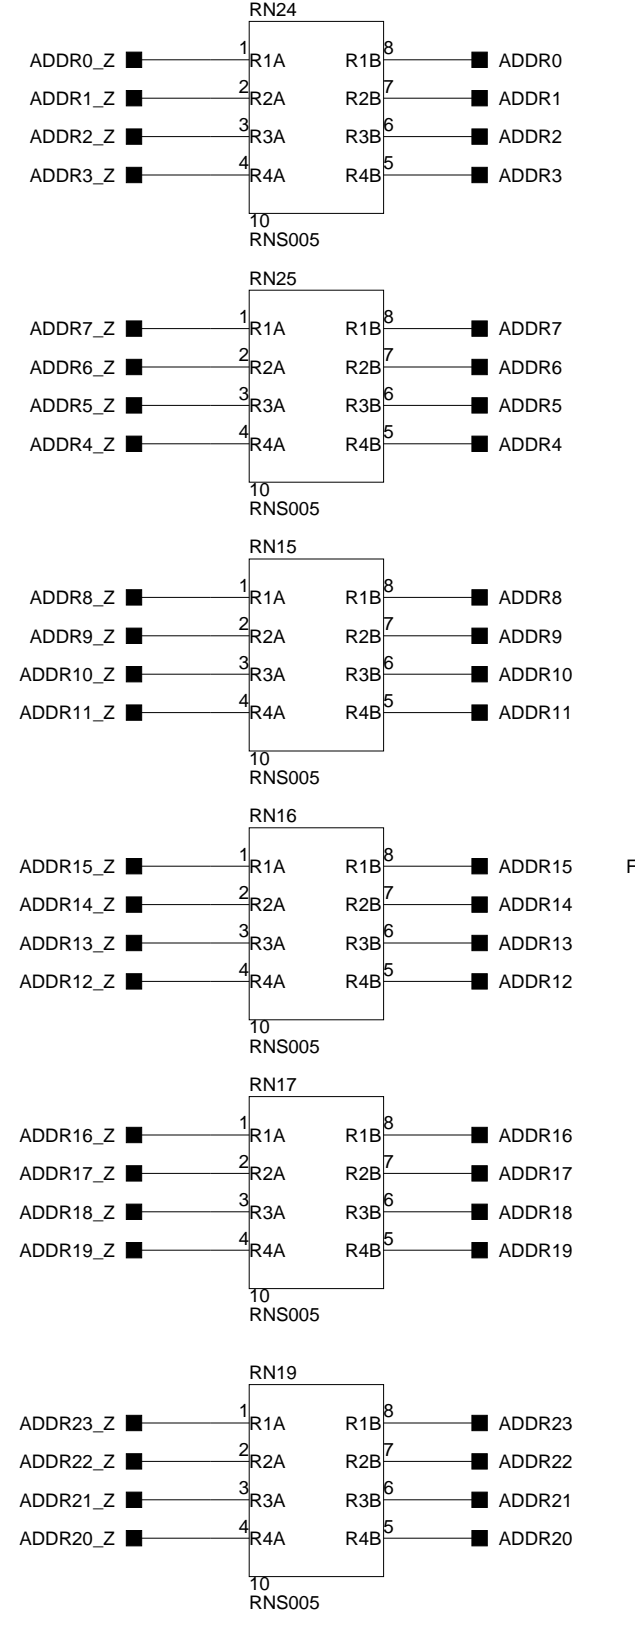 RN24
ADDR0_Z 1 R1A R1B 8 ADDR0
ADDR1_Z 2 R2A R2B 7 ADDR1
ADDR2_Z 3 R3A R3B 6 ADDR2
ADDR3_Z 4 R4A R4B 5 ADDR3
10
RNS005
RN25
ADDR7_Z 1 R1A R1B 8 ADDR7
ADDR6_Z 2 R2A R2B 7 ADDR6
ADDR5_Z 3 R3A R3B 6 ADDR5
ADDR4_Z 4 R4A R4B 5 ADDR4
10
RNS005
RN15
ADDR8_Z 1 R1A R1B 8 ADDR8
ADDR9_Z 2 R2A R2B 7 ADDR9
ADDR10_Z 3 R3A R3B 6 ADDR10
ADDR11_Z 4 R4A R4B 5 ADDR11
10
RNS005
RN16
ADDR15_Z 1 R1A R1B 8 ADDR15
ADDR14_Z 2 R2A R2B 7 ADDR14
ADDR13_Z 3 R3A R3B 6 ADDR13
ADDR12_Z 4 R4A R4B 5 ADDR12
10
RNS005
RN17
ADDR16_Z 1 R1A R1B 8 ADDR16
ADDR17_Z 2 R2A R2B 7 ADDR17
ADDR18_Z 3 R3A R3B 6 ADDR18
ADDR19_Z 4 R4A R4B 5 ADDR19
10
RNS005
RN19
ADDR23_Z 1 R1A R1B 8 ADDR23
ADDR22_Z 2 R2A R2B 7 ADDR22
ADDR21_Z 3 R3A R3B 6 ADDR21
ADDR20_Z 4 R4A R4B 5 ADDR20
10
RNS005